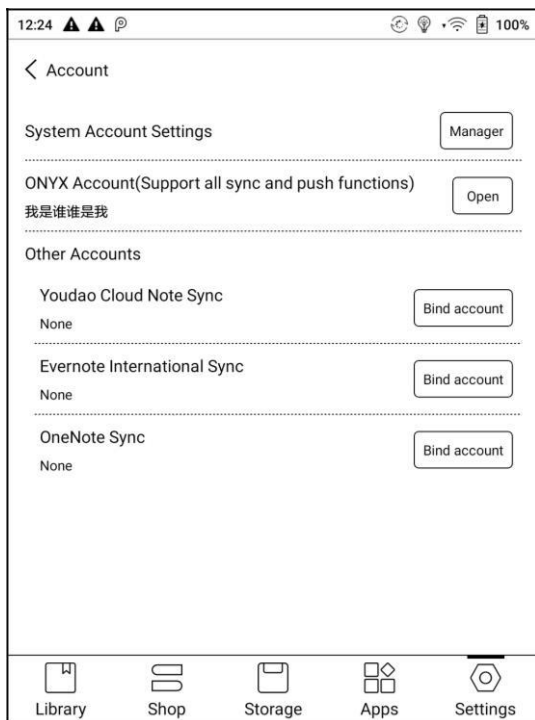 12:24
100%
Account
System Account Settings
Manager
ONYX Account(Support all sync and push functions)
我是谁谁是我
Open
Other Accounts
Youdao Cloud Note Sync
None
Bind account
Evernote International Sync
None
Bind account
OneNote Sync
None
Bind account
Library
Shop
Storage
Apps
Settings